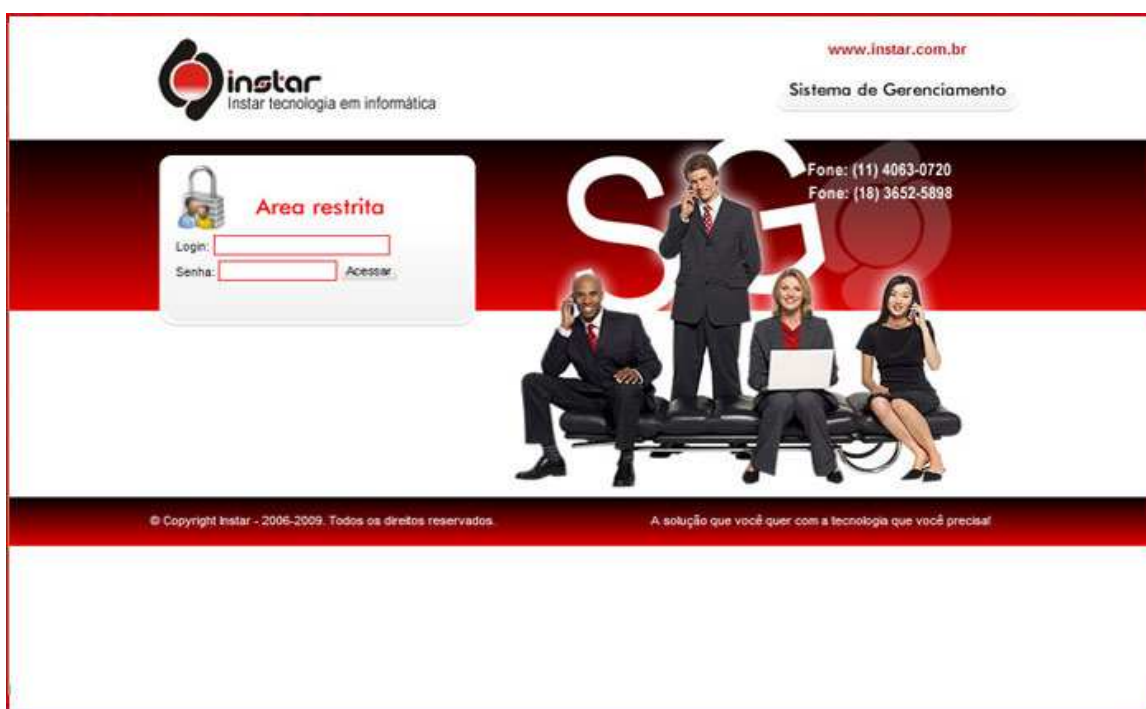 www.instar.com.br
instar
Instar tecnologia em informática
Sistema de Gerenciamento
SG
Fone: (11) 4063-0720
Fone: (18) 3652-5898
Area restrita
Login:
Senha: Acessar
© Copyright Instar - 2006-2009. Todos os direitos reservados.
A solução que você quer com a tecnologia que você precisa!